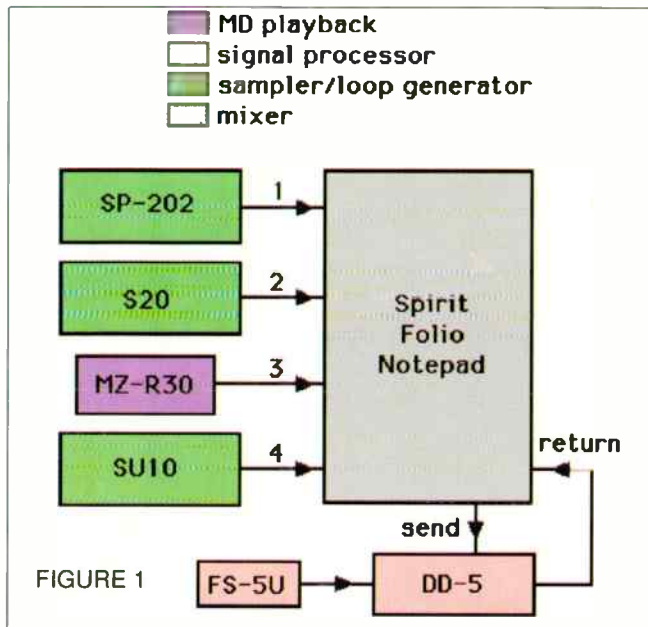 MD playback
signal processor
sampler/loop generator
mixer
SP-202
1
S20
2
MZ-R30
3
SU10
4
Spirit
Folio
Notepad
return
send
FS-5U
DD-5
FIGURE 1